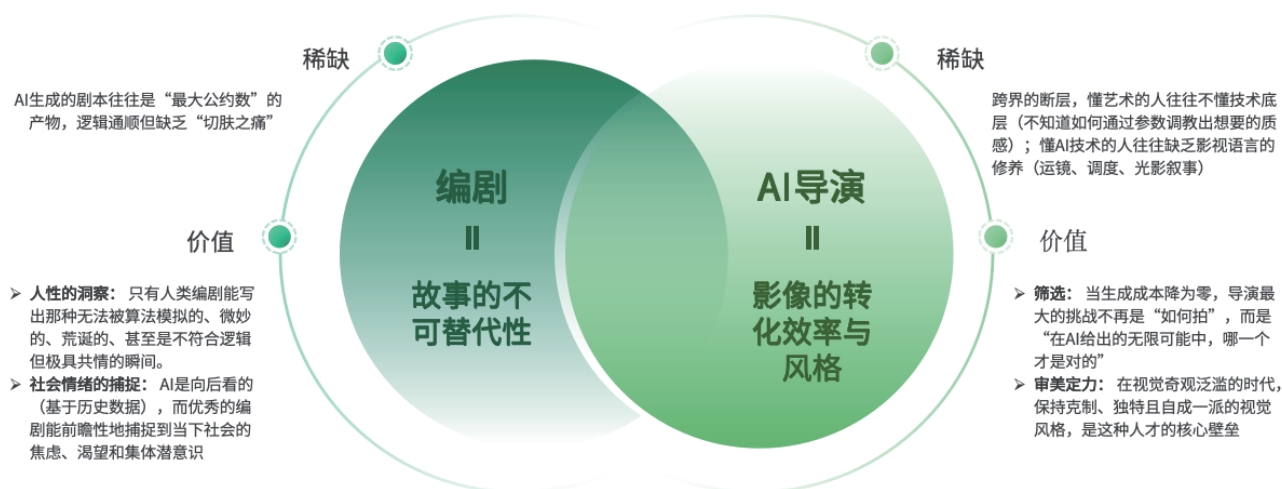 稀缺
AI生成的剧本往往是“最大公约数”的
产物，逻辑通顺但缺乏“切肤之痛”
价值
➢ 人性的洞察：只有人类编剧能写
出那种无法被算法模拟的、微妙
的、荒诞的、甚至是不符合逻辑
但极具共情的瞬间。
➢ 社会情绪的捕捉：AI是向后看的
（基于历史数据），而优秀的编
剧能前瞻性地捕捉到当下社会的
焦虑、渴望和集体潜意识
编剧
=
故事的不
可替代性
AI导演
=
影像的转
化效率与
风格
稀缺
跨界的断层，懂艺术的人往往不懂技术底
层（不知道如何通过参数调教出想要的质
感）；懂AI技术的人往往缺乏影视语言的
修养（运镜、调度、光影叙事）
价值
➢ 筛选：当生成成本降为零，导演最
大的挑战不再是“如何拍”，而是
“在AI给出的无限可能中，哪一个
才是对的”
➢ 审美定力：在视觉奇观泛滥的时代，
保持克制、独特且自成一派的视觉
风格，是这种人才的核心壁垒